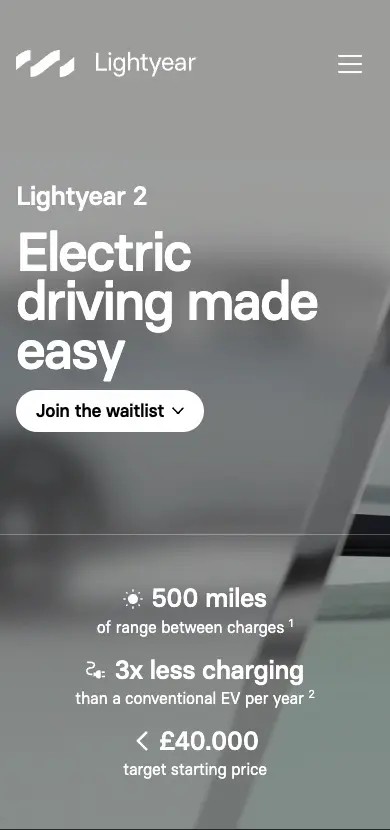 Lightyear
Lightyear 2
Electric
driving made
easy
Join the waitlist
500 miles
of range between charges ¹
3x less charging
than a conventional EV per year ²
< £40.000
target starting price